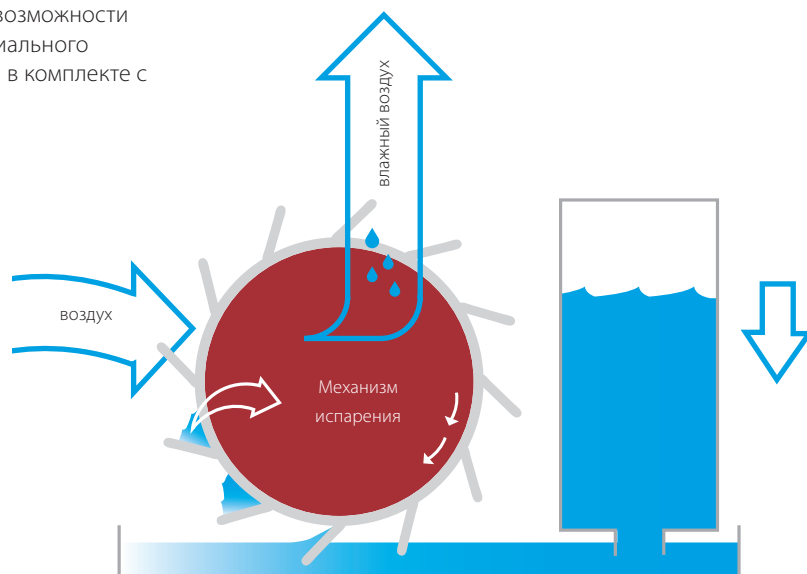 возможности
иального
в комплекте с
влажный воздух
воздух
Механизм
испарения